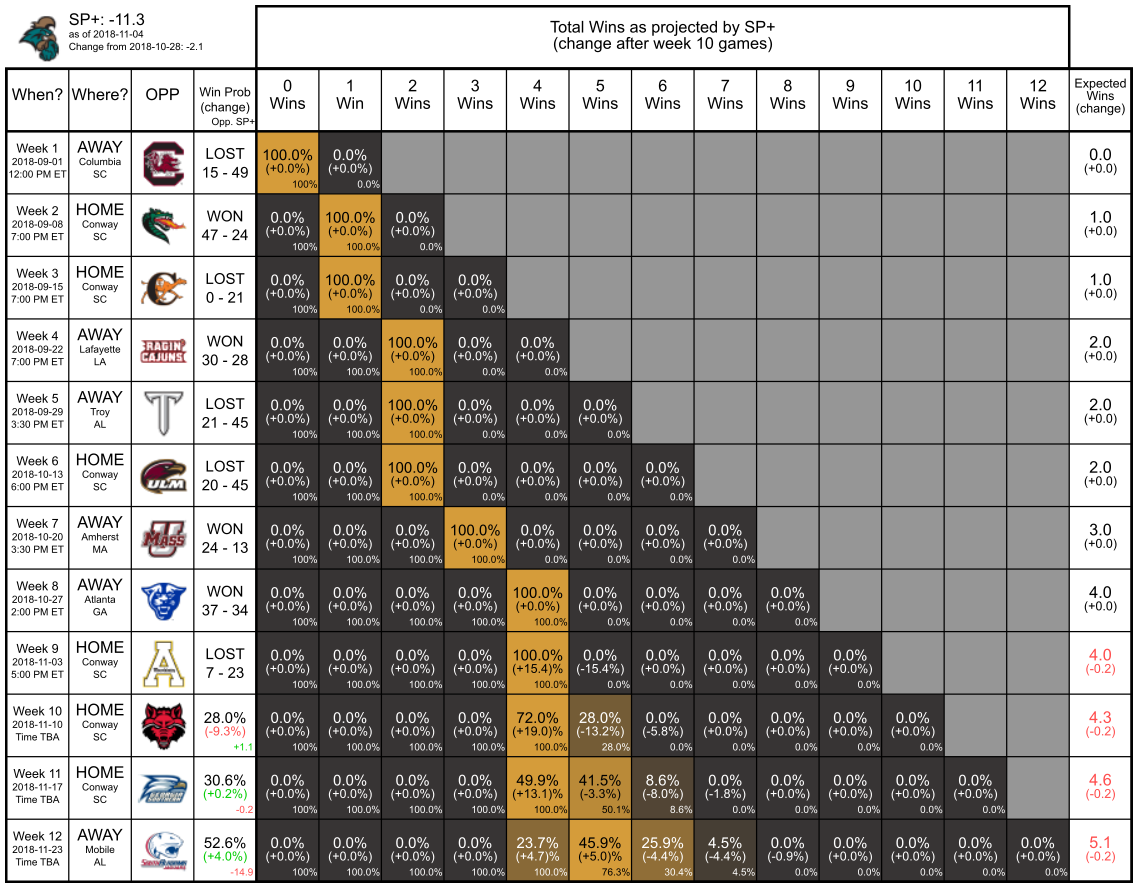 SP+: -11.3
as of 2018-11-04
Change from 2018-10-28: -2.1
Total Wins as projected by SP+
(change after week 10 games)
When? Where? OPP Win Prob (change) Opp. SP+ 0 Wins 1 Win 2 Wins 3 Wins 4 Wins 5 Wins 6 Wins 7 Wins 8 Wins 9 Wins 10 Wins 11 Wins 12 Wins Expected Wins (change)
Week 1 AWAY LOST 100.0% 0.0% 0.0
2018-09-01 Columbia (+0.0%) (+0.0%) (+0.0)
12:00 PM ET SC C 15 - 49 100% 0.0%
Week 2 HOME WON 0.0% 100.0% 0.0% 1.0
2018-09-08 Conway (+0.0%) (+0.0%) (+0.0%) (+0.0)
7:00 PM ET SC 47 - 24 100% 100.0% 0.0%
Week 3 HOME LOST 0.0% 100.0% 0.0% 0.0% 1.0
2018-09-15 Conway (+0.0%) (+0.0%) (+0.0%) (+0.0%) (+0.0)
7:00 PM ET SC C 0 - 21 100% 100.0% 0.0% 0.0%
Week 4 AWAY WON 0.0% 0.0% 100.0% 0.0% 0.0% 2.0
2018-09-22 Lafayette RAGIN' (+0.0%) (+0.0%) (+0.0%) (+0.0%) (+0.0%) (+0.0)
7:00 PM ET LA CAJUNS 30 - 28 100% 100.0% 100.0% 0.0% 0.0%
Week 5 AWAY LOST 0.0% 0.0% 100.0% 0.0% 0.0% 0.0% 2.0
2018-09-29 Troy T (+0.0%) (+0.0%) (+0.0%) (+0.0%) (+0.0%) (+0.0%) (+0.0)
3:30 PM ET AL 21 - 45 100% 100.0% 100.0% 0.0% 0.0% 0.0%
Week 6 HOME LOST 0.0% 0.0% 100.0% 0.0% 0.0% 0.0% 0.0% 2.0
2018-10-13 Conway (+0.0%) (+0.0%) (+0.0%) (+0.0%) (+0.0%) (+0.0%) (+0.0%) (+0.0)
6:00 PM ET SC ULM 20 - 45 100% 100.0% 100.0% 0.0% 0.0% 0.0% 0.0%
Week 7 AWAY WON 0.0% 0.0% 0.0% 100.0% 0.0% 0.0% 0.0% 0.0% 3.0
2018-10-20 Amherst U MASS (+0.0%) (+0.0%) (+0.0%) (+0.0%) (+0.0%) (+0.0%) (+0.0%) (+0.0%) (+0.0)
3:30 PM ET MA 24 - 13 100% 100.0% 100.0% 100.0% 0.0% 0.0% 0.0% 0.0%
Week 8 AWAY WON 0.0% 0.0% 0.0% 0.0% 100.0% 0.0% 0.0% 0.0% 0.0% 4.0
2018-10-27 Atlanta (+0.0%) (+0.0%) (+0.0%) (+0.0%) (+0.0%) (+0.0%) (+0.0%) (+0.0%) (+0.0%) (+0.0)
2:00 PM ET GA 37 - 34 100% 100.0% 100.0% 100.0% 100.0% 0.0% 0.0% 0.0% 0.0%
Week 9 HOME LOST 0.0% 0.0% 0.0% 0.0% 100.0% 0.0% 0.0% 0.0% 0.0% 0.0% 4.0
2018-11-03 Conway A (+0.0%) (+0.0%) (+0.0%) (+0.0%) (+15.4)% (-15.4%) (+0.0%) (+0.0%) (+0.0%) (+0.0%) (-0.2)
5:00 PM ET SC 7 - 23 100% 100.0% 100.0% 100.0% 100.0% 0.0% 0.0% 0.0% 0.0% 0.0%
Week 10 HOME 28.0% 0.0% 0.0% 0.0% 0.0% 72.0% 28.0% 0.0% 0.0% 0.0% 0.0% 0.0% 4.3
2018-11-10 Conway (-9.3%) (+0.0%) (+0.0%) (+0.0%) (+0.0%) (+19.0)% (-13.2%) (-5.8%) (+0.0%) (+0.0%) (+0.0%) (+0.0%) (-0.2)
Time TBA SC +1.1 100% 100.0% 100.0% 100.0% 100.0% 28.0% 0.0% 0.0% 0.0% 0.0% 0.0%
Week 11 HOME 30.6% 0.0% 0.0% 0.0% 0.0% 49.9% 41.5% 8.6% 0.0% 0.0% 0.0% 0.0% 0.0% 4.6
2018-11-17 Conway (+0.2%) (+0.0%) (+0.0%) (+0.0%) (+0.0%) (+13.1)% (-3.3%) (-8.0%) (-1.8%) (+0.0%) (+0.0%) (+0.0%) (+0.0%) (-0.2)
Time TBA SC -0.2 100% 100.0% 100.0% 100.0% 100.0% 50.1% 8.6% 0.0% 0.0% 0.0% 0.0% 0.0%
Week 12 AWAY 52.6% 0.0% 0.0% 0.0% 0.0% 23.7% 45.9% 25.9% 4.5% 0.0% 0.0% 0.0% 0.0% 0.0% 5.1
2018-11-23 Mobile (+4.0%) (+0.0%) (+0.0%) (+0.0%) (+0.0%) (+4.7)% (+5.0)% (-4.4%) (-4.4%) (-0.9%) (+0.0%) (+0.0%) (+0.0%) (+0.0%) (-0.2)
Time TBA AL -14.9 100% 100.0% 100.0% 100.0% 100.0% 76.3% 30.4% 4.5% 0.0% 0.0% 0.0% 0.0% 0.0%